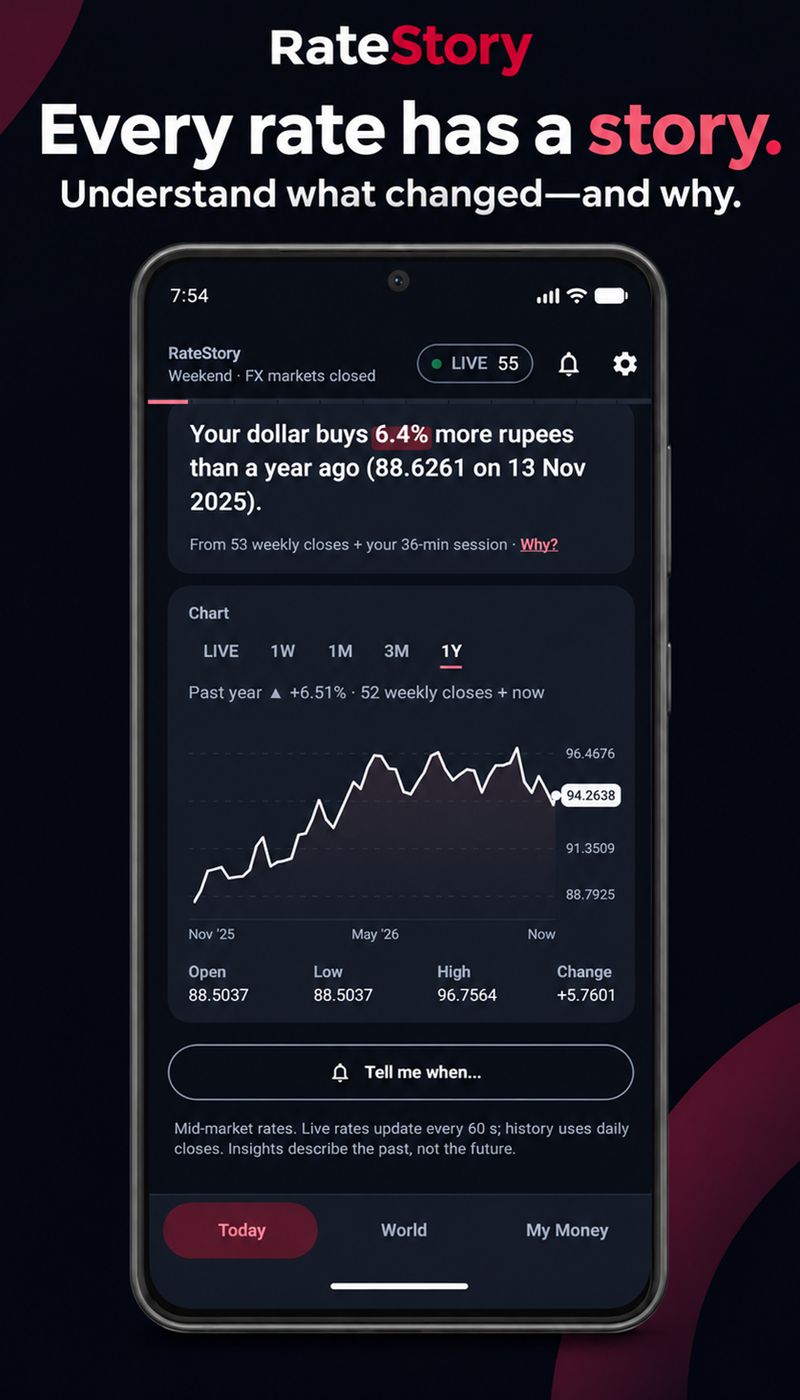 RateStory
Every rate has a story.
Understand what changed—and why.
7:54
RateStory
Weekend · FX markets closed
LIVE 55
Your dollar buys 6.4% more rupees
than a year ago (88.6261 on 13 Nov
2025).
From 53 weekly closes + your 36-min session · Why?
Chart
LIVE 1W 1M 3M 1Y
Past year ▲ +6.51% · 52 weekly closes + now
96.4676
94.2638
91.3509
88.7925
Nov '25 May '26 Now
Open Low High Change
88.5037 88.5037 96.7564 +5.7601
Tell me when...
Mid-market rates. Live rates update every 60 s; history uses daily
closes. Insights describe the past, not the future.
Today World My Money